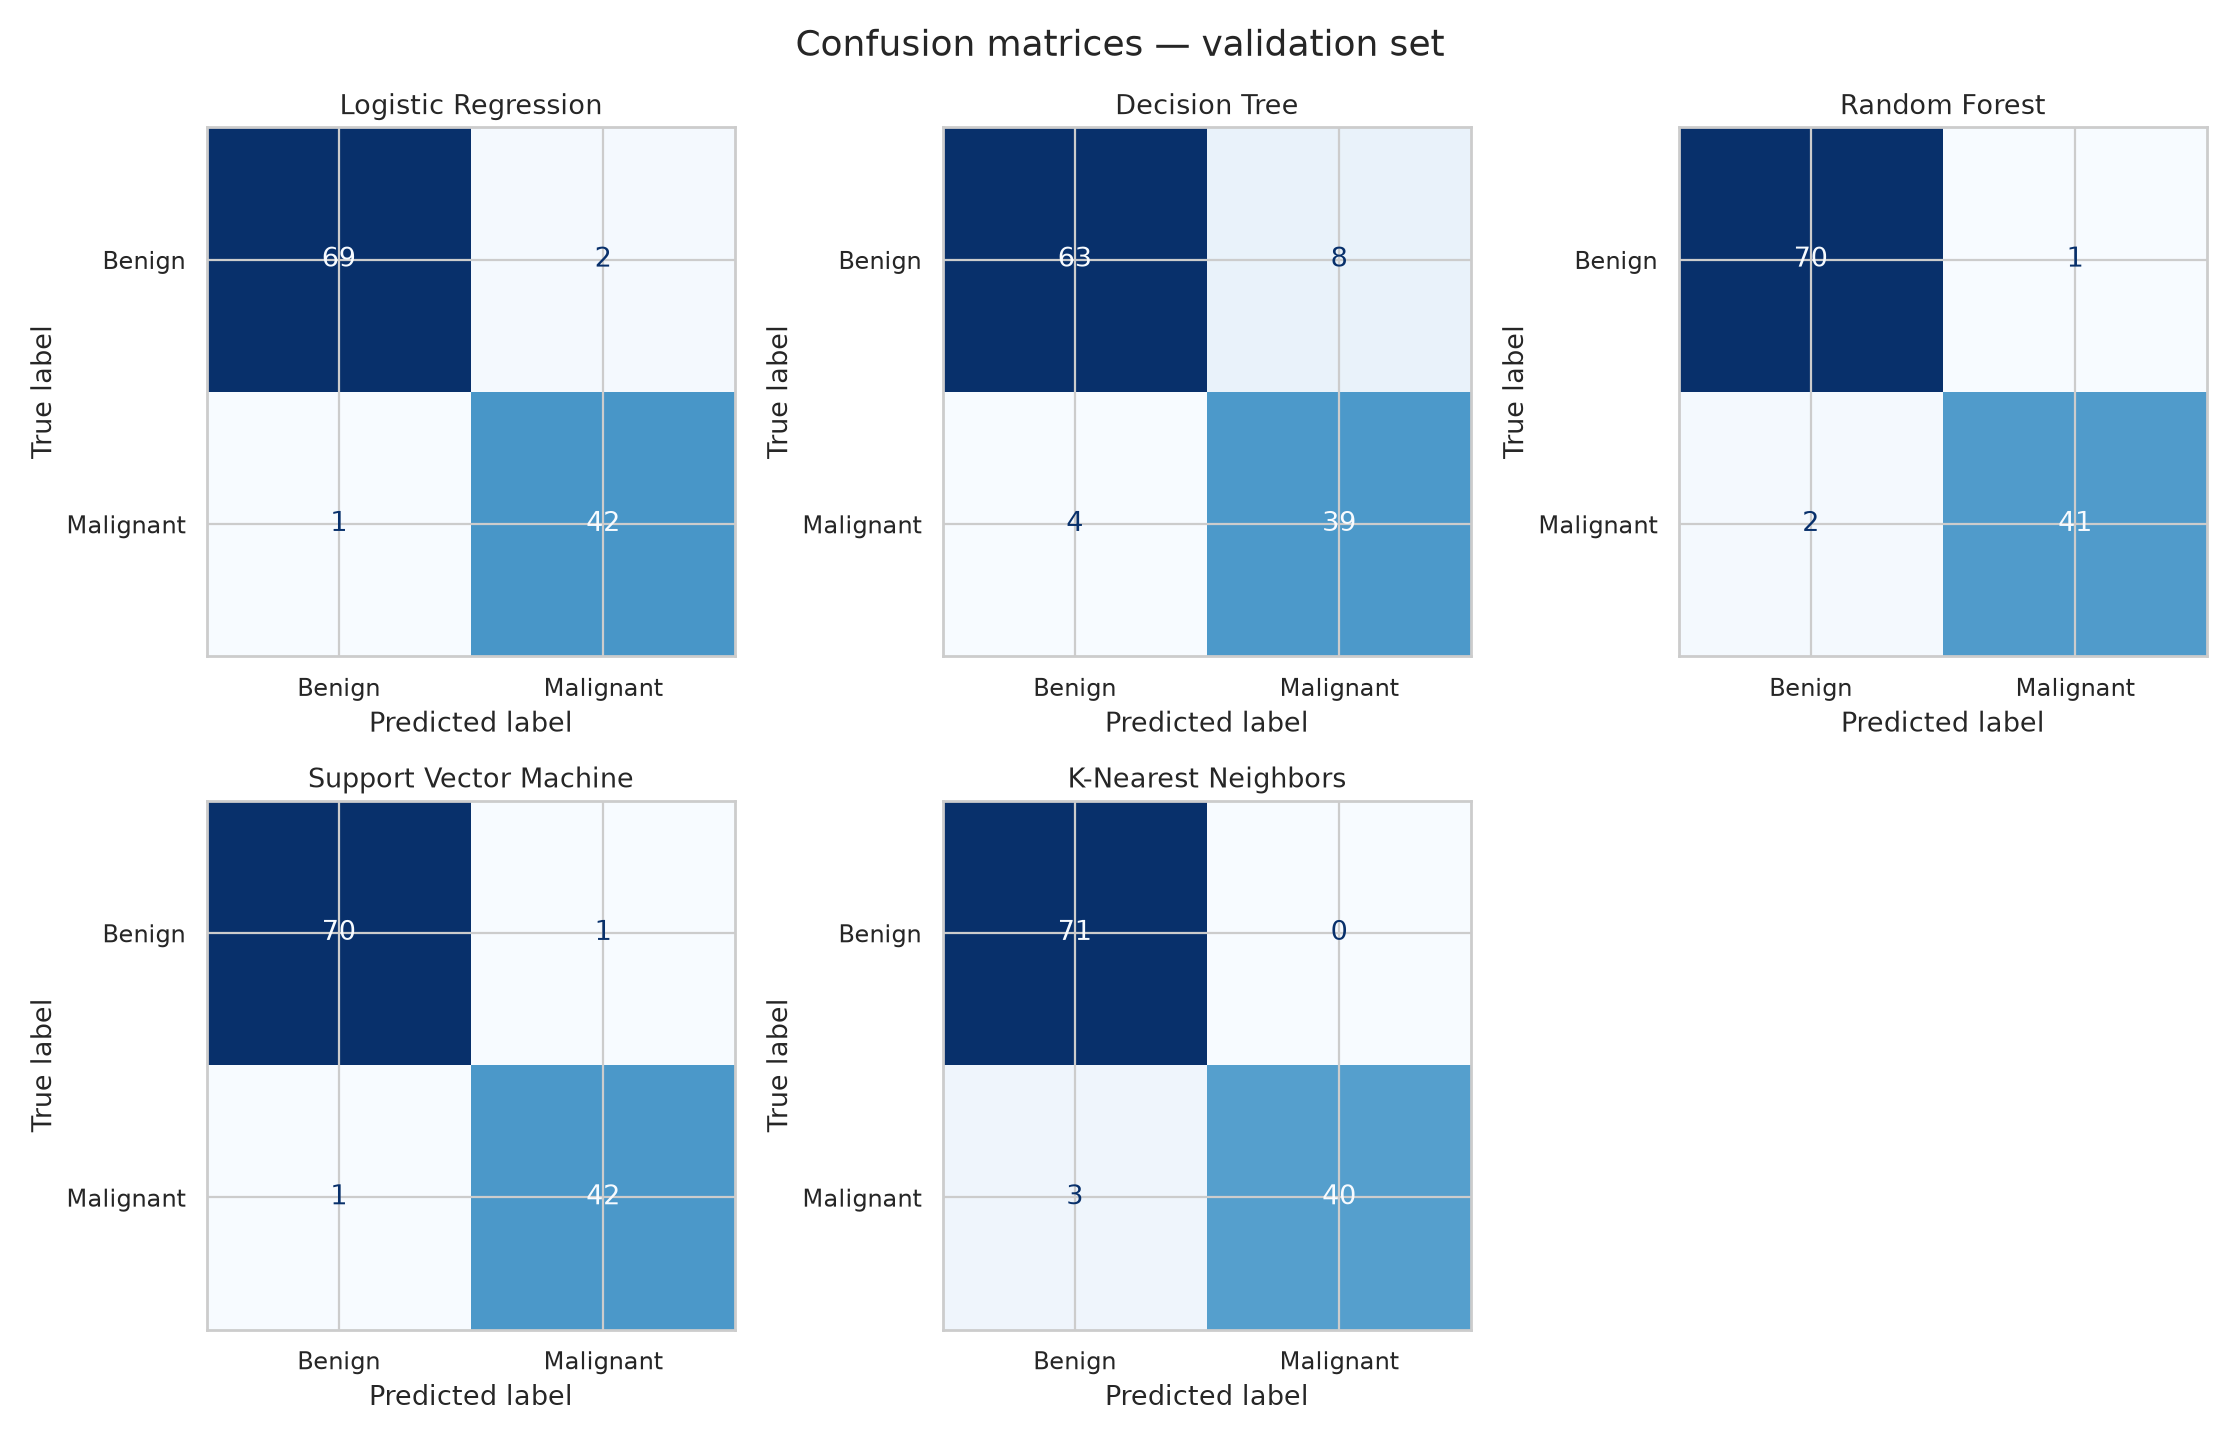 Confusion matrices — validation set
Logistic Regression
True label
Benign
69 2
Malignant
1 42
Benign Malignant
Predicted label
Decision Tree
True label
Benign
63 8
Malignant
4 39
Benign Malignant
Predicted label
Random Forest
True label
Benign
70 1
Malignant
2 41
Benign Malignant
Predicted label
Support Vector Machine
True label
Benign
70 1
Malignant
1 42
Benign Malignant
Predicted label
K-Nearest Neighbors
True label
Benign
71 0
Malignant
3 40
Benign Malignant
Predicted label